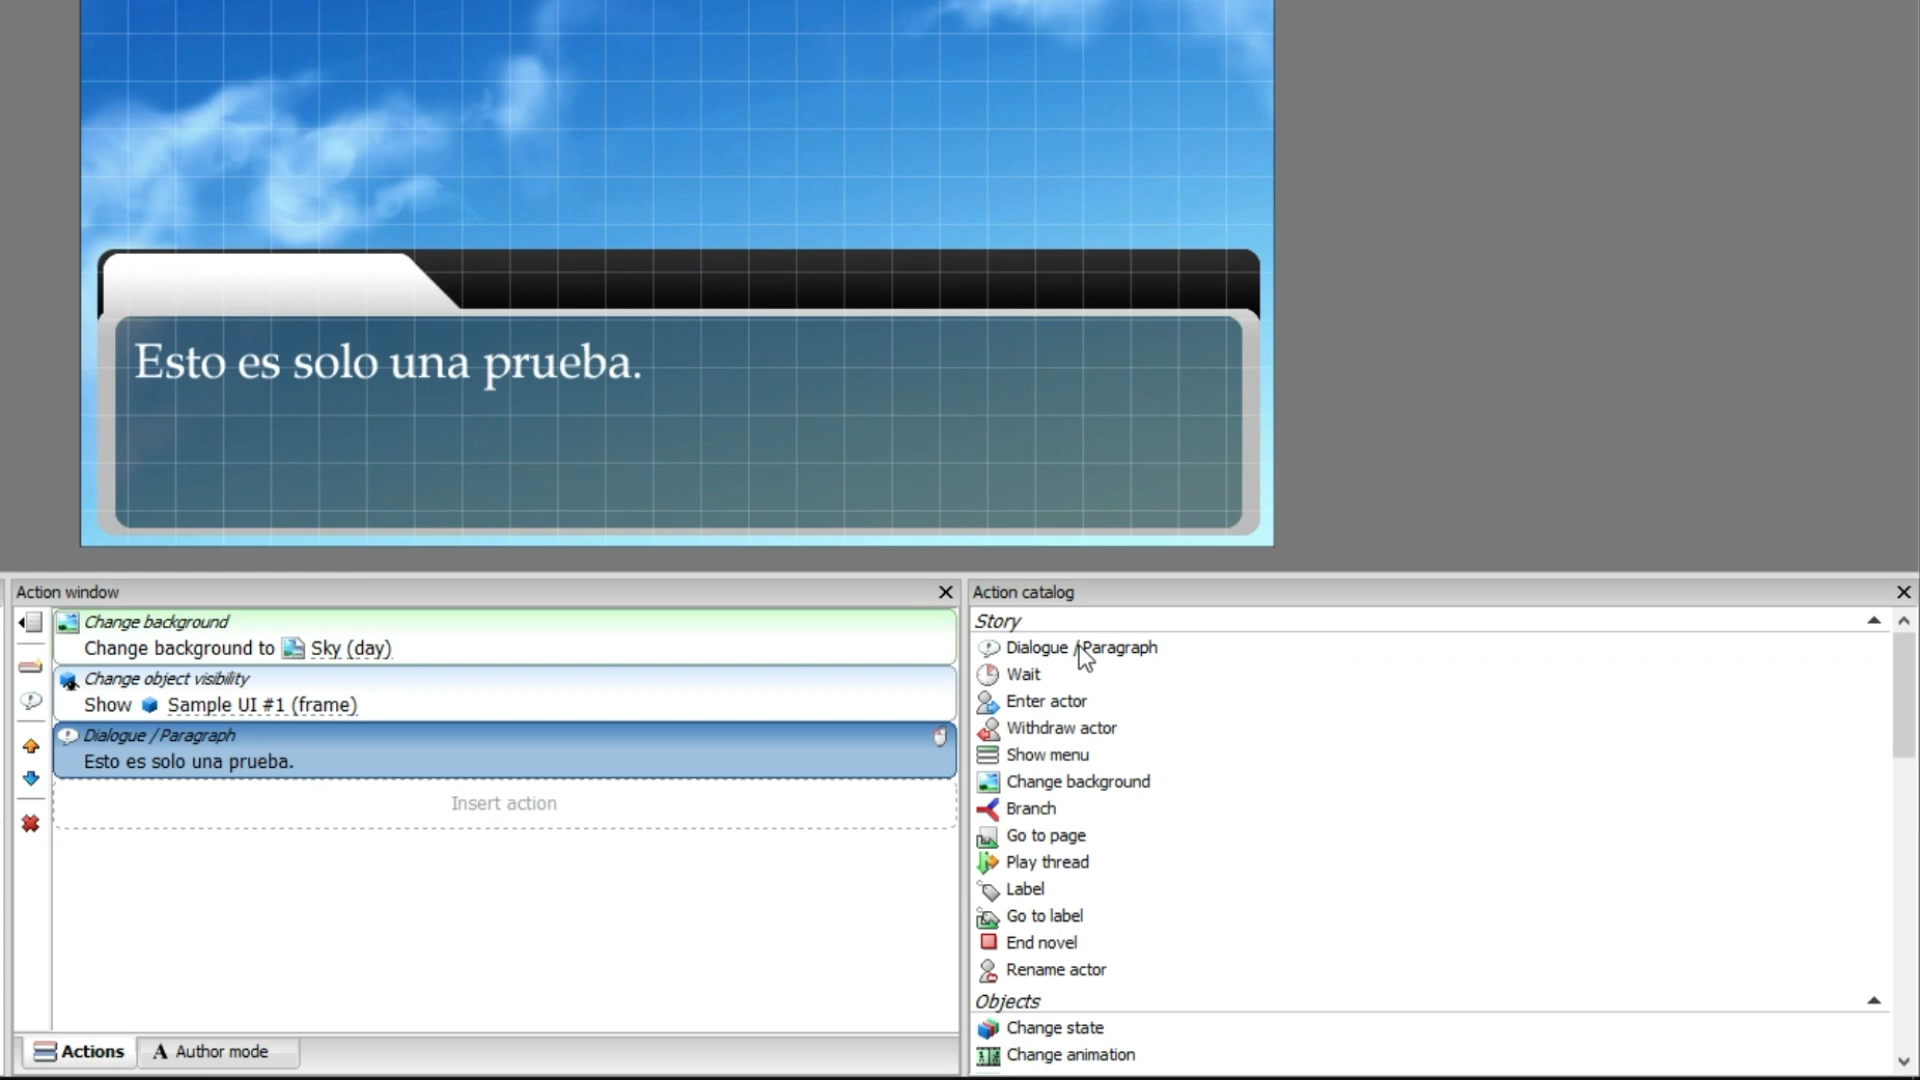 Esto es solo una prueba.
Action window
Change background
Change background to Sky (day)
Change object visibility
Show Sample UI #1 (frame)
Dialogue / Paragraph
Esto es solo una prueba.
Insert action
Actions
A Author mode
Action catalog
Story
Dialogue / Paragraph
Wait
Enter actor
Withdraw actor
Show menu
Change background
Branch
Go to page
Play thread
Label
Go to label
End novel
Rename actor
Objects
Change state
Change animation